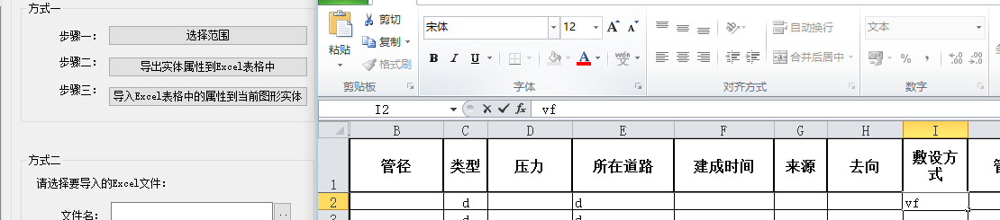 方式一
步骤一：
选择范围
步骤二：
导出实体属性到Excel表格中
步骤三：
导入Excel表格中的属性到当前图形实体
方式二
请选择要导入的Excel文件：
文件名：
..
粘贴
剪切
复制
格式刷
剪贴板
宋体
12
A A
B I U
A
wén
文
字体
自动换行
合并后居中
对齐方式
文本
% ,
.0 .00
.00 .0
数字
I2
fx
vf
B C D E F G H I
1
管径 类型 压力 所在道路 建成时间 来源 去向 敷设方
式
2
d d vf
d d